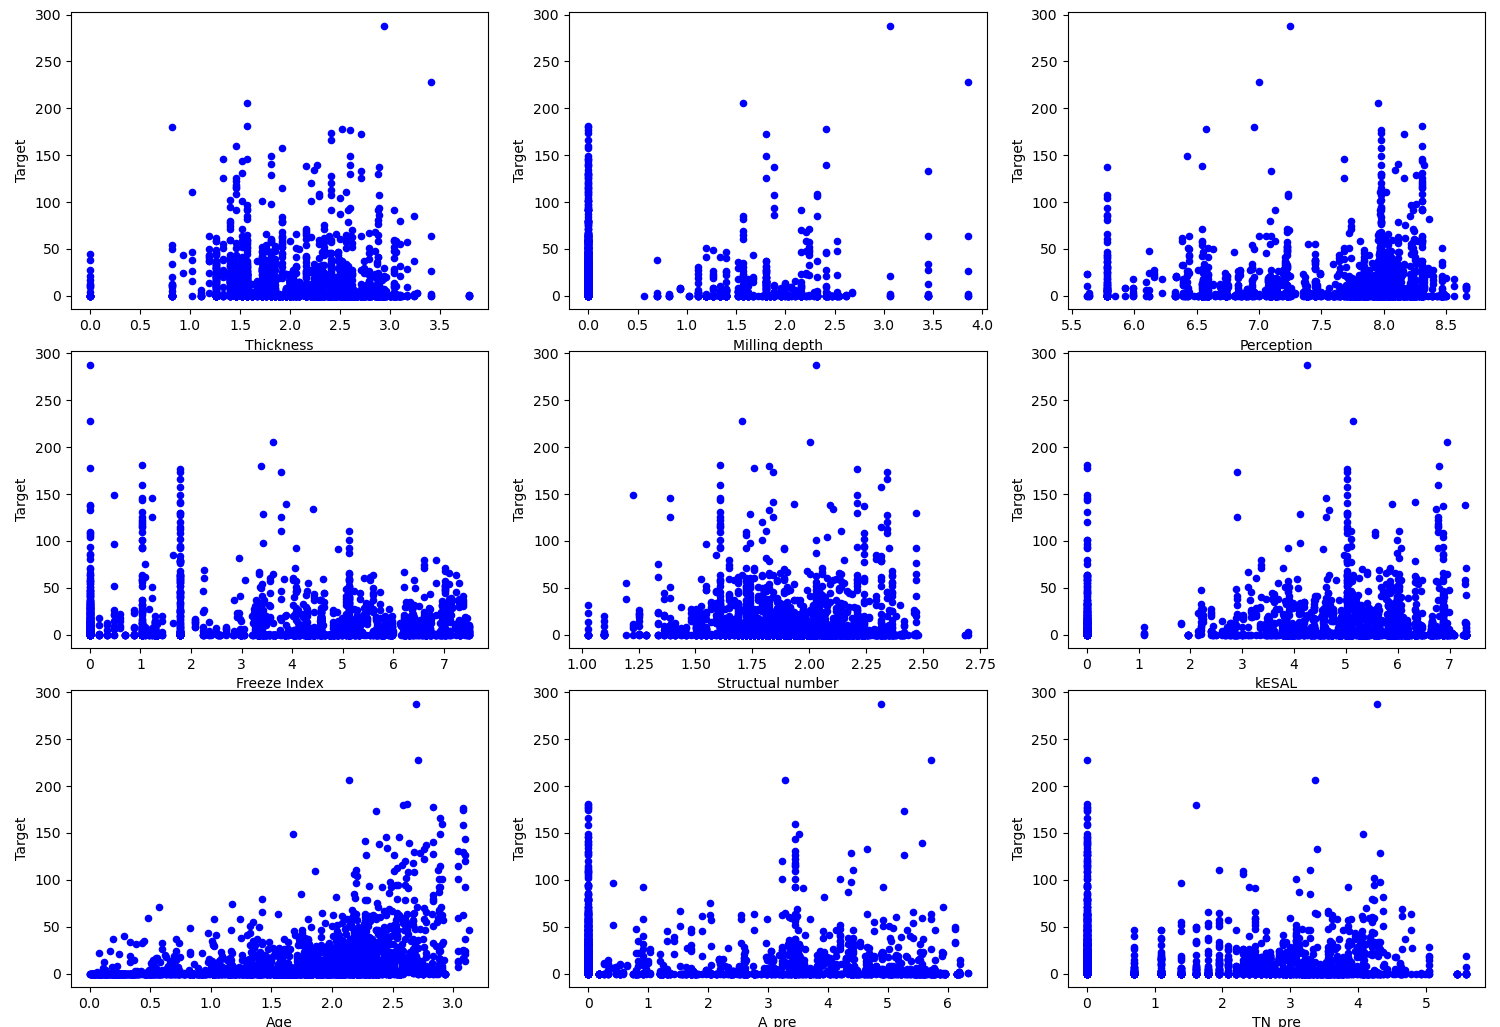 300
250
200
150
100
50
0
Target
0.0 0.5 1.0 1.5 2.0 2.5 3.0 3.5
Thickness
300
250
200
150
100
50
0
Target
0.0 0.5 1.0 1.5 2.0 2.5 3.0 3.5 4.0
Milling depth
300
250
200
150
100
50
0
Target
5.5 6.0 6.5 7.0 7.5 8.0 8.5
Perception
300
250
200
150
100
50
0
Target
0 1 2 3 4 5 6 7
Freeze Index
300
250
200
150
100
50
0
Target
1.00 1.25 1.50 1.75 2.00 2.25 2.50 2.75
Structual number
300
250
200
150
100
50
0
Target
0 1 2 3 4 5 6 7
kESAL
300
250
200
150
100
50
0
Target
0.0 0.5 1.0 1.5 2.0 2.5 3.0
Age
300
250
200
150
100
50
0
Target
0 1 2 3 4 5 6
A_pre
300
250
200
150
100
50
0
Target
0 1 2 3 4 5
TN_pre